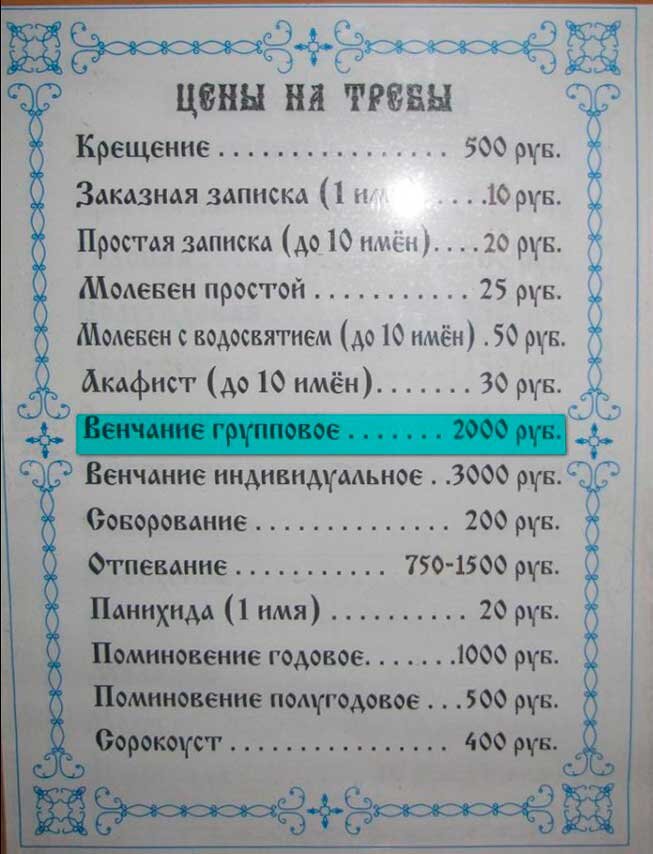 ЦЕНЫ НА ТРЕБЫ
Крещение . . . . . . . . . . . . . . . . 500 руб.
Заказная записка (1 им . . . .10 руб.
Простая записка (до 10 имён). . . . 20 руб.
Молебен простой . . . . . . . . . . . 25 руб.
Молебен с водосвятием (до 10 имён) . 50 руб.
Акафист (до 10 имён). . . . . . . 30 руб.
Венчание групповое . . . . . . . 2000 руб.
Венчание индивидуальное . .3000 руб.
Соборование . . . . . . . . . . . . . . 200 руб.
Отпевание . . . . . . . . . . . 750-1500 руб.
Панихида (1 имя) . . . . . . . . . . 20 руб.
Поминовение годовое. . . . . . .1000 руб.
Поминовение полугодовое . . .500 руб.
Сорокоуст . . . . . . . . . . . . . . . . 400 руб.